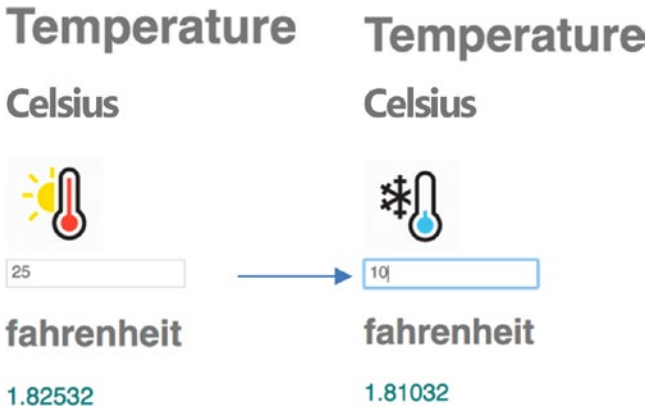 Temperature
Celsius
25
fahrenheit
1.82532
Temperature
Celsius
10
fahrenheit
1.81032